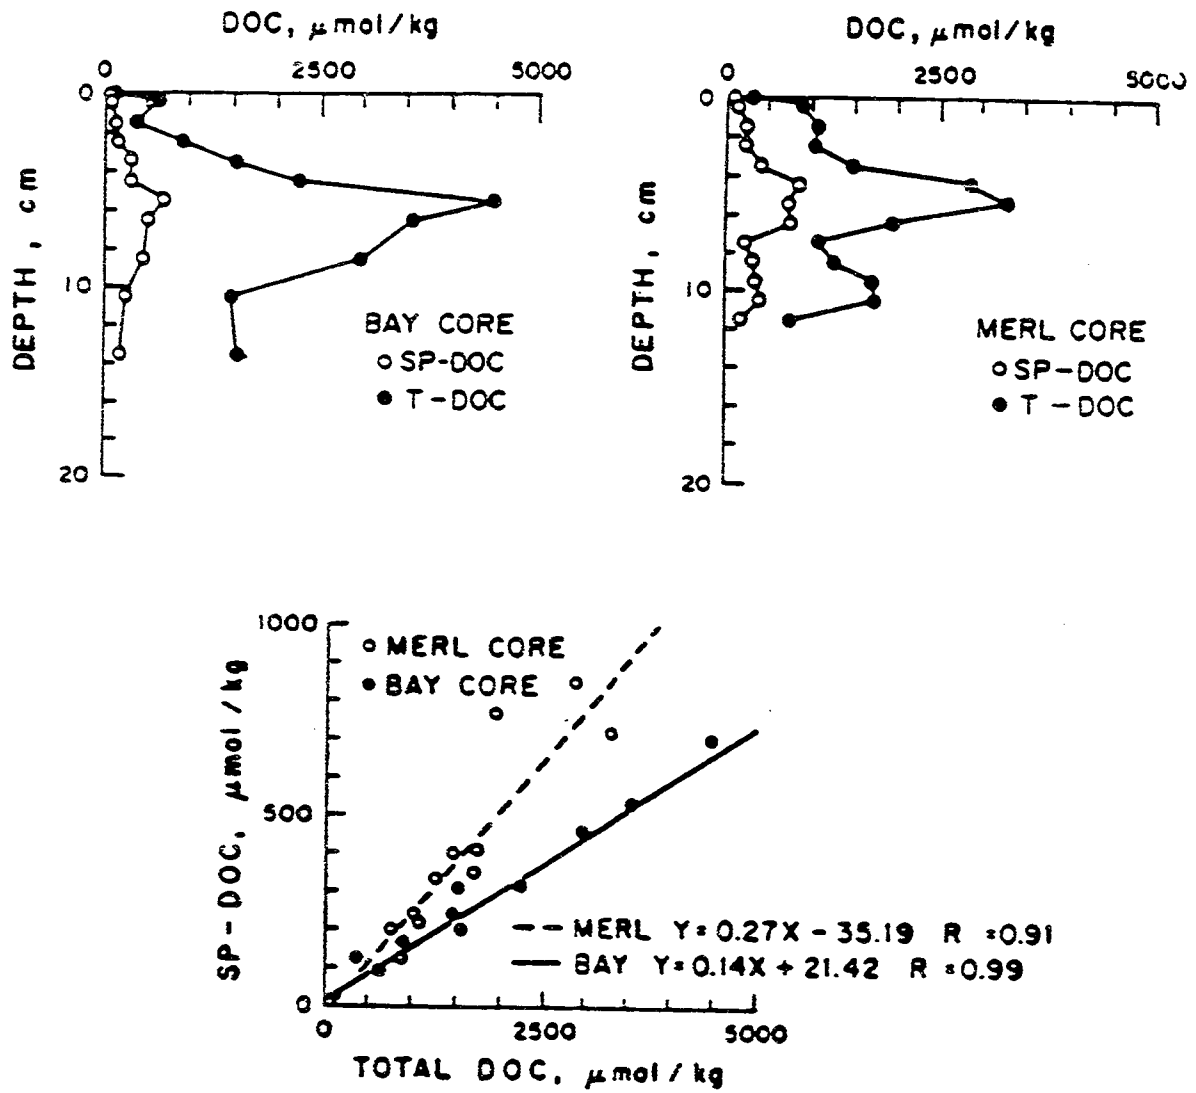 DOC, μmol/kg
0 2500 5000
0
10
20
DEPTH, cm
BAY CORE
SP-DOC
T-DOC
DOC, μmol/kg
0 2500 5000
0
10
20
DEPTH, cm
MERL CORE
SP-DOC
T-DOC
1000
500
0
SP-DOC, μmol/kg
MERL CORE
BAY CORE
MERL Y=0.27X-35.19 R=0.91
BAY Y=0.14X+21.42 R=0.99
0 2500 5000
TOTAL DOC, μmol/kg